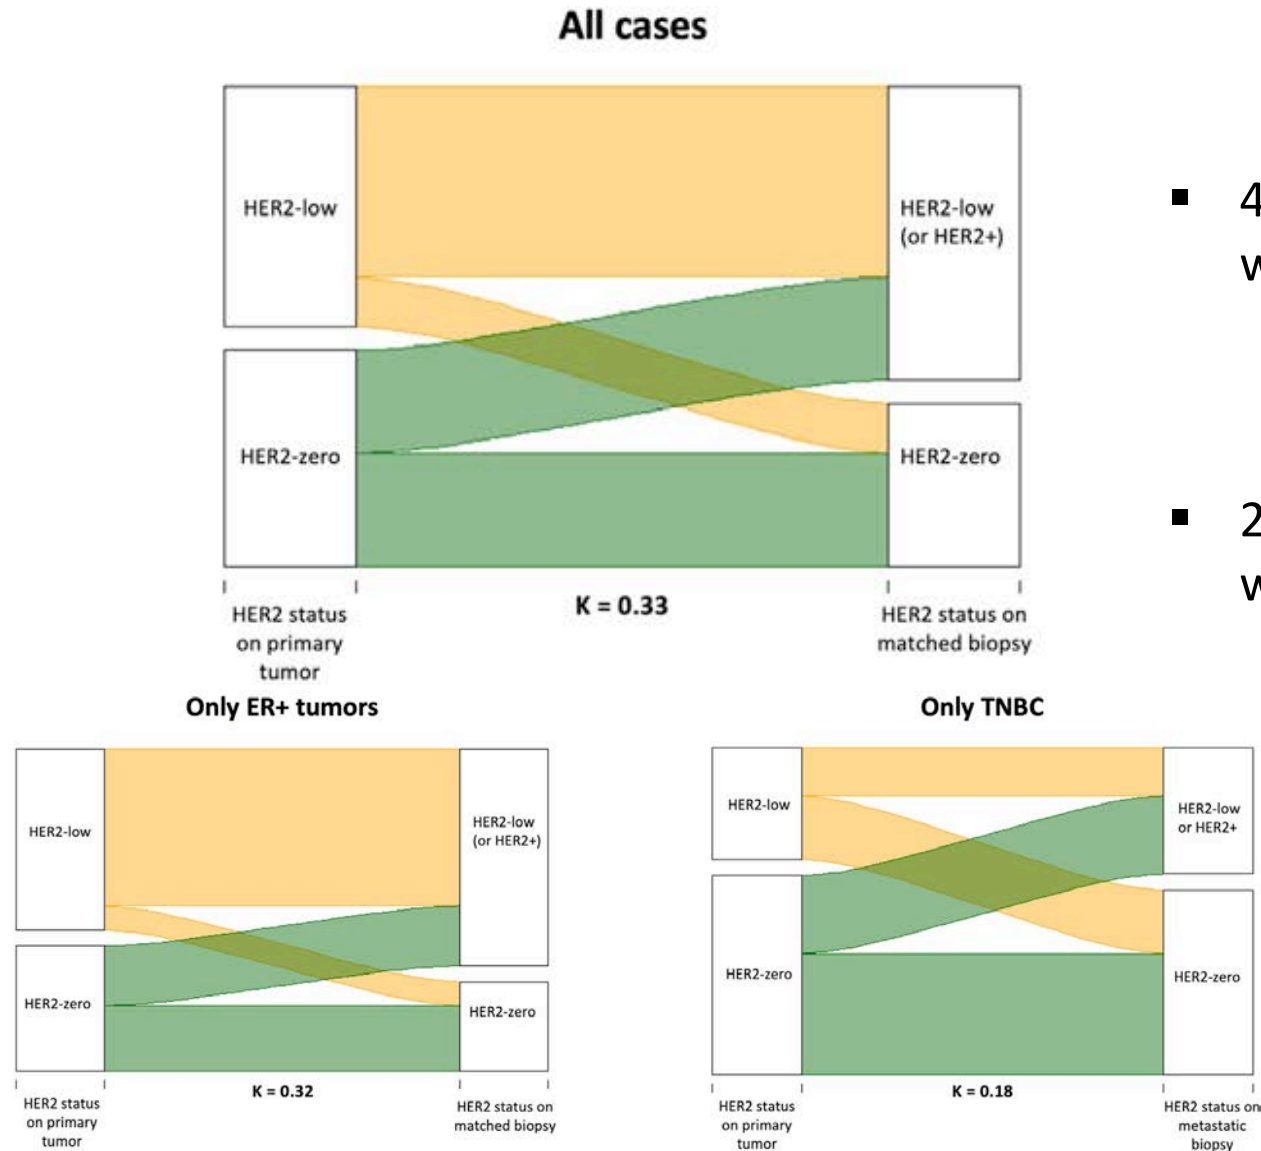 All cases
HER2-low
HER2-low
(or HER2+)
HER2-zero
HER2-zero
HER2 status
on primary
tumor
K = 0.33
HER2 status on
matched biopsy
▪ 4
w
▪ 2
w
Only ER+ tumors
HER2-low
HER2-low
(or HER2+)
HER2-zero
HER2-zero
HER2 status
on primary
tumor
K = 0.32
HER2 status on
matched biopsy
Only TNBC
HER2-low
HER2-low
or HER2+
HER2-zero
HER2-zero
HER2 status
on primary
tumor
K = 0.18
HER2 status on
metastatic
biopsy